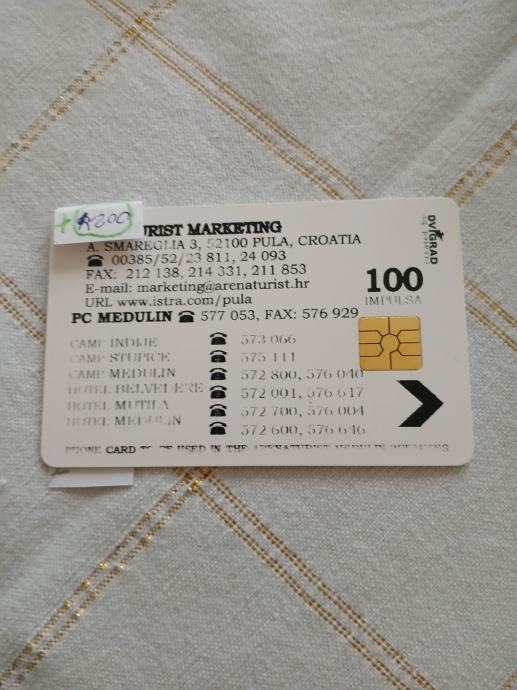 + R200
URIST MARKETING
A. SMAREGLIA 3, 52100 PULA, CROATIA
☎ 00385/52/23 811, 24 093
FAX: 212 138, 214 331, 211 853
E-mail: marketing@arenaturist.hr
URL www.istra.com/pula
PC MEDULIN ☎ 577 053, FAX: 576 929
DVIGRAD
100
IMPULSA
CAMP INDIJE ☎ 573 066
CAMP STUPICE ☎ 575 111
CAMP MEDULIN ☎ 572 800, 576 040
HOTEL BELVEDERE ☎ 572 001, 576 617
HOTEL MUTILA ☎ 572 700, 576 004
HOTEL MEDULIN ☎ 572 600, 576 646
PHONE CARD TO BE USED IN THE ARENATURIST MEDULIN